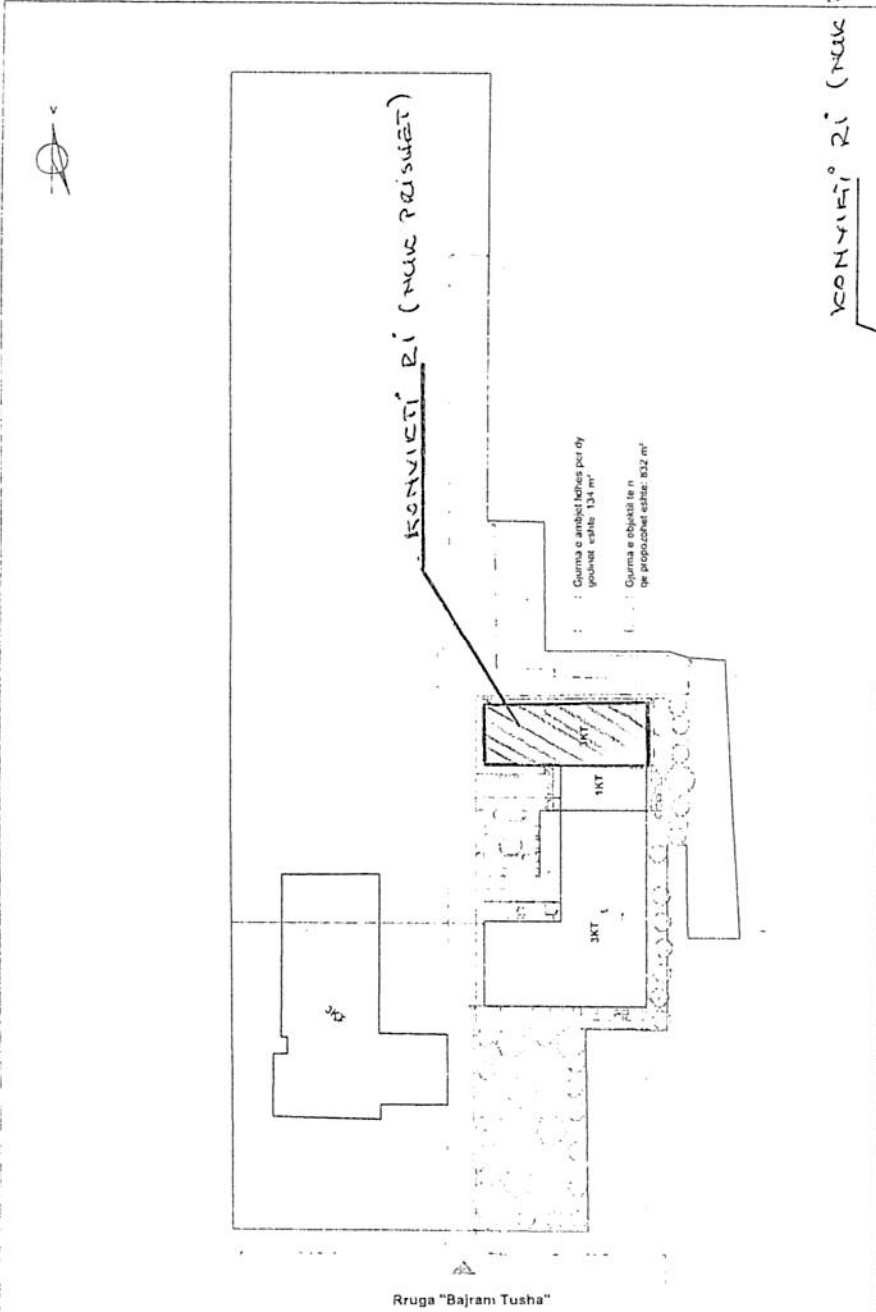 V
KONVIKTI RI (NUK PRISHET)
KONVIKTI RI (NUK
: Gjurma e ambjet lidhes per dy
godinat eshte: 134 m²
: Gjurma e objektit te ri
qe propozohet eshte: 832 m²
3KT
1KT
3KT
3KT
Rruga "Bajram Tusha"